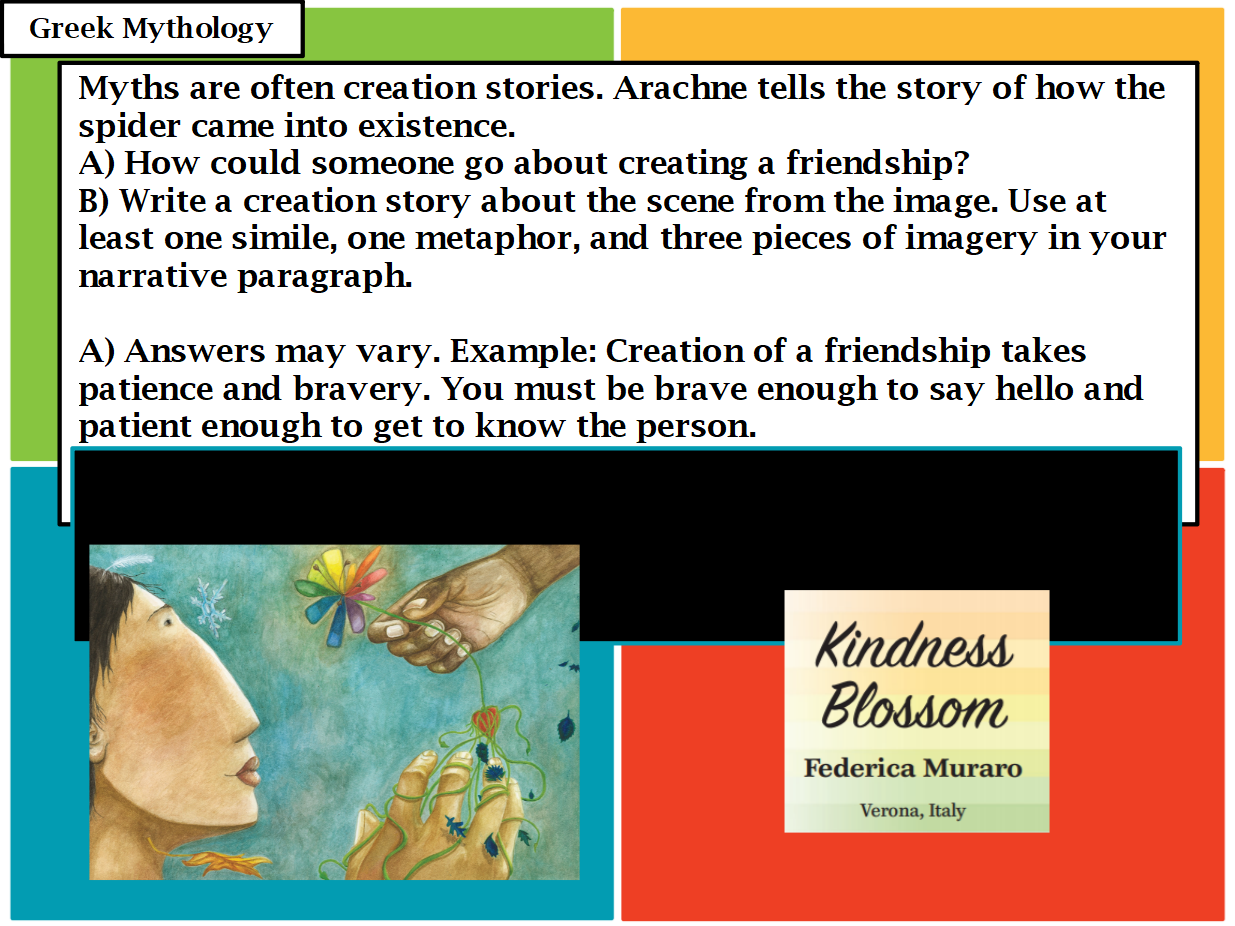 Greek Mythology
Myths are often creation stories. Arachne tells the story of how the
spider came into existence.
A) How could someone go about creating a friendship?
B) Write a creation story about the scene from the image. Use at
least one simile, one metaphor, and three pieces of imagery in your
narrative paragraph.
A) Answers may vary. Example: Creation of a friendship takes
patience and bravery. You must be brave enough to say hello and
patient enough to get to know the person.
Kindness
Blossom
Federica Muraro
Verona, Italy